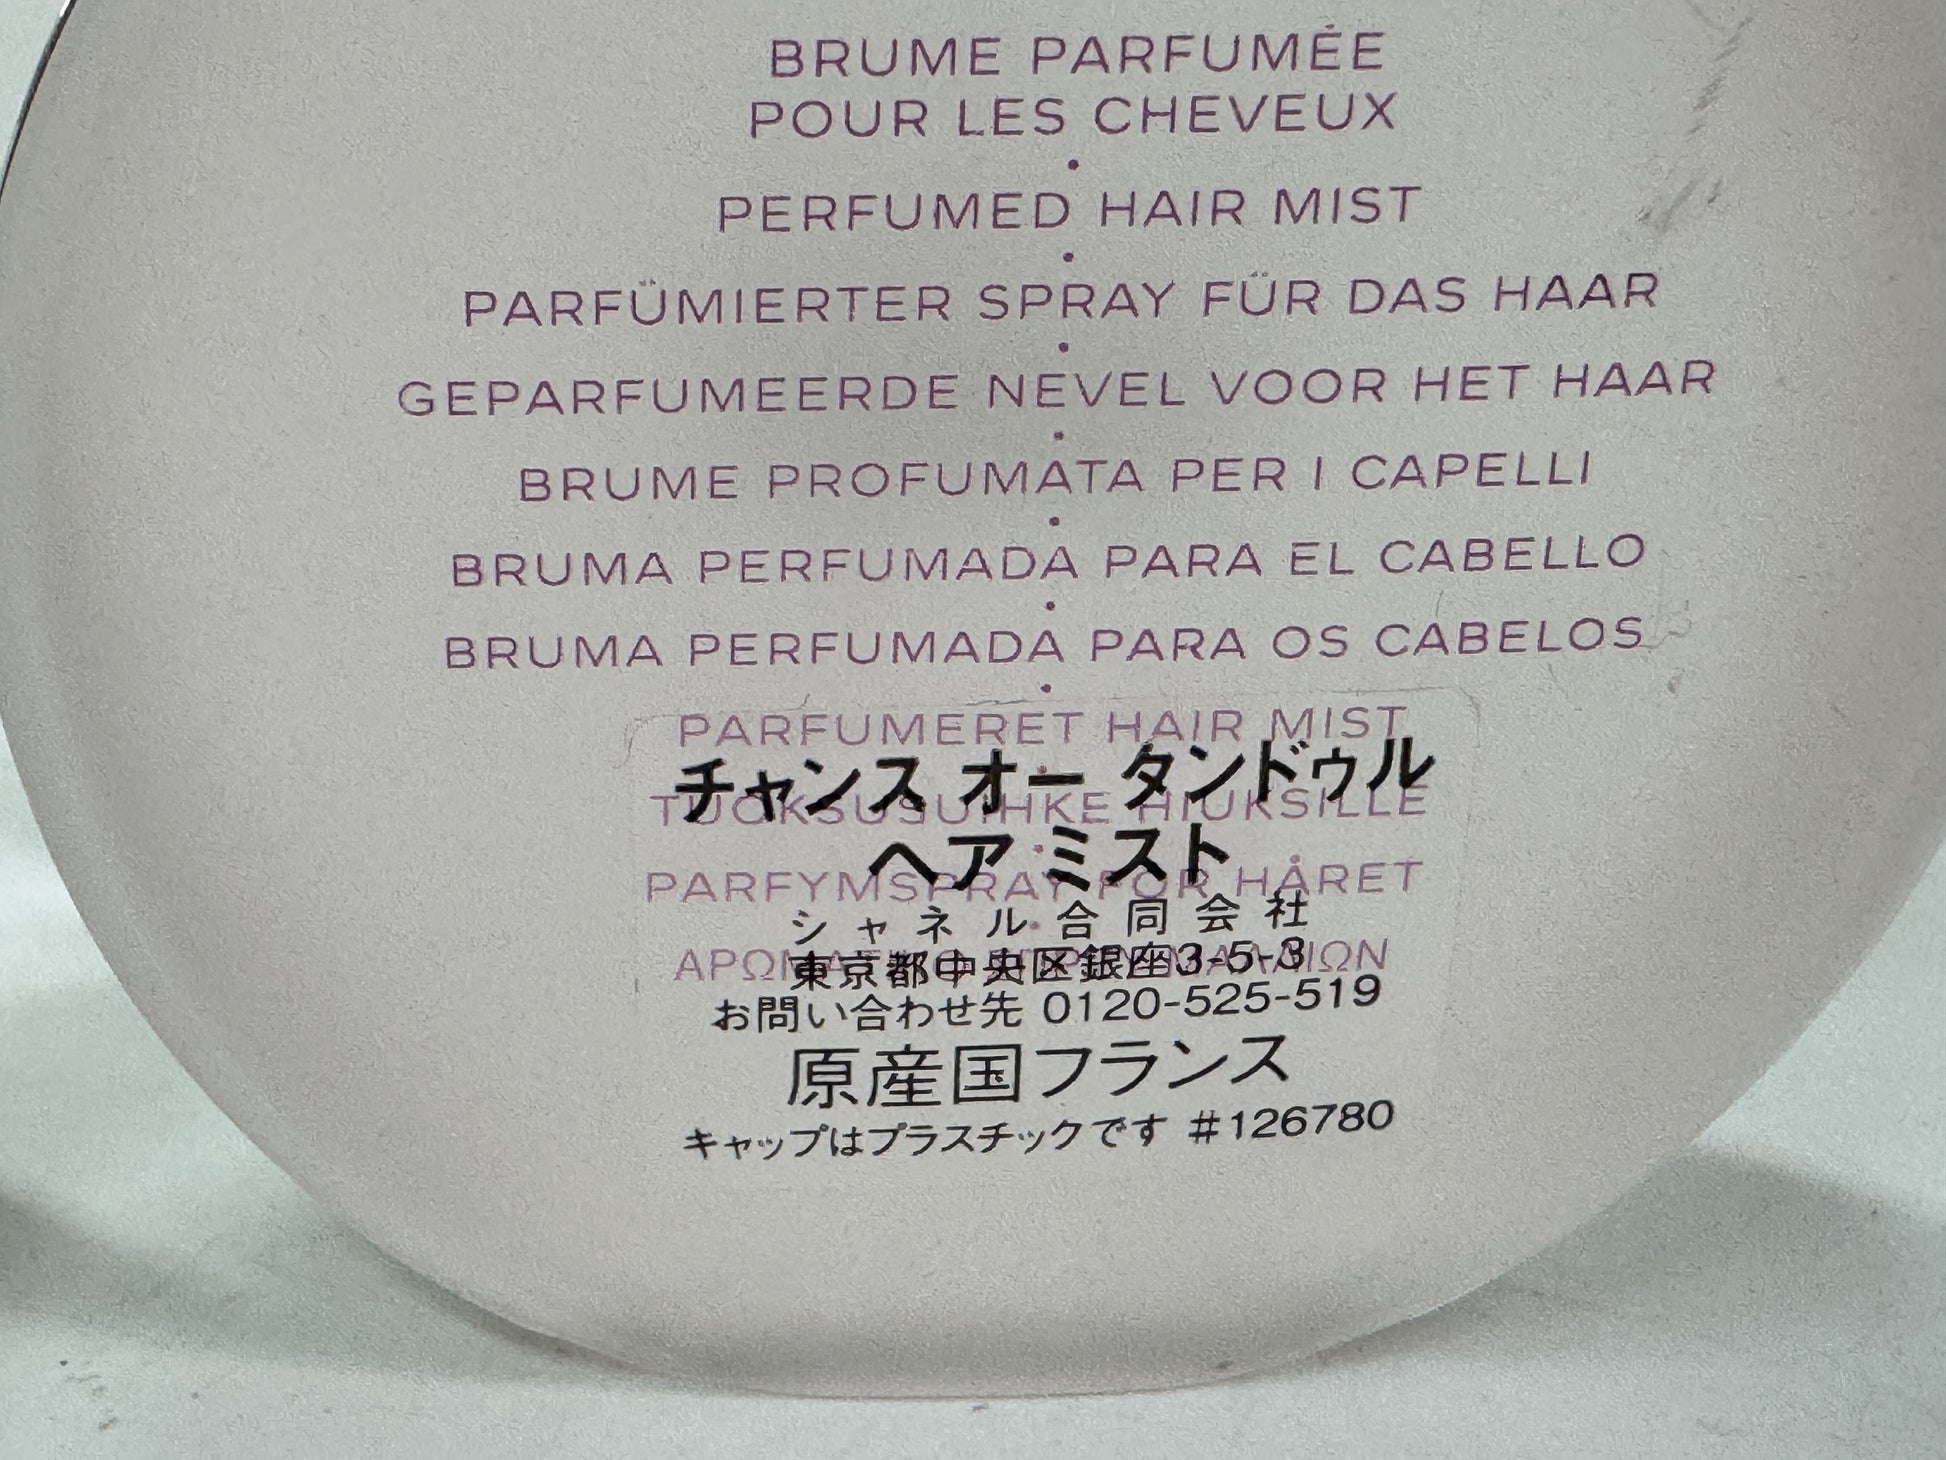 BRUME PARFUMÉE
POUR LES CHEVEUX
•
PERFUMED HAIR MIST
•
PARFÜMIERTER SPRAY FÜR DAS HAAR
•
GEPARFUMEERDE NEVEL VOOR HET HAAR
•
BRUME PROFUMATA PER I CAPELLI
•
BRUMA PERFUMADA PARA EL CABELLO
•
BRUMA PERFUMADA PARA OS CABELOS
•
PARFUMERET HAIR MIST
チャンス オー タンドゥル
TUOKSUSUIHKE HIUKSILLE
ヘア ミスト
PARFYMSPRAY FÖR HÅRET
シャネル合同会社
東京都中央区銀座3-5-3
お問い合わせ先 0120-525-519
原産国フランス
キャップはプラスチックです #126780